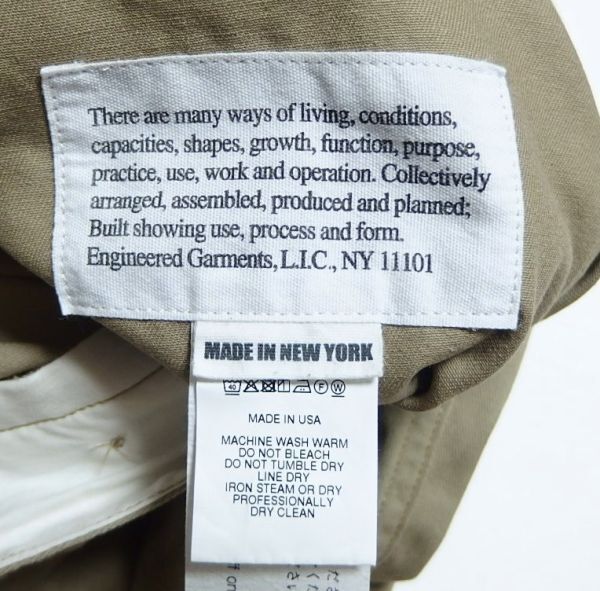 There are many ways of living, conditions,
capacities, shapes, growth, function, purpose,
practice, use, work and operation. Collectively
arranged, assembled, produced and planned;
Built showing use, process and form.
Engineered Garments, L.I.C., NY 11101
MADE IN NEW YORK
40 F W
MADE IN USA
MACHINE WASH WARM
DO NOT BLEACH
DO NOT TUMBLE DRY
LINE DRY
IRON STEAM OR DRY
PROFESSIONALLY
DRY CLEAN